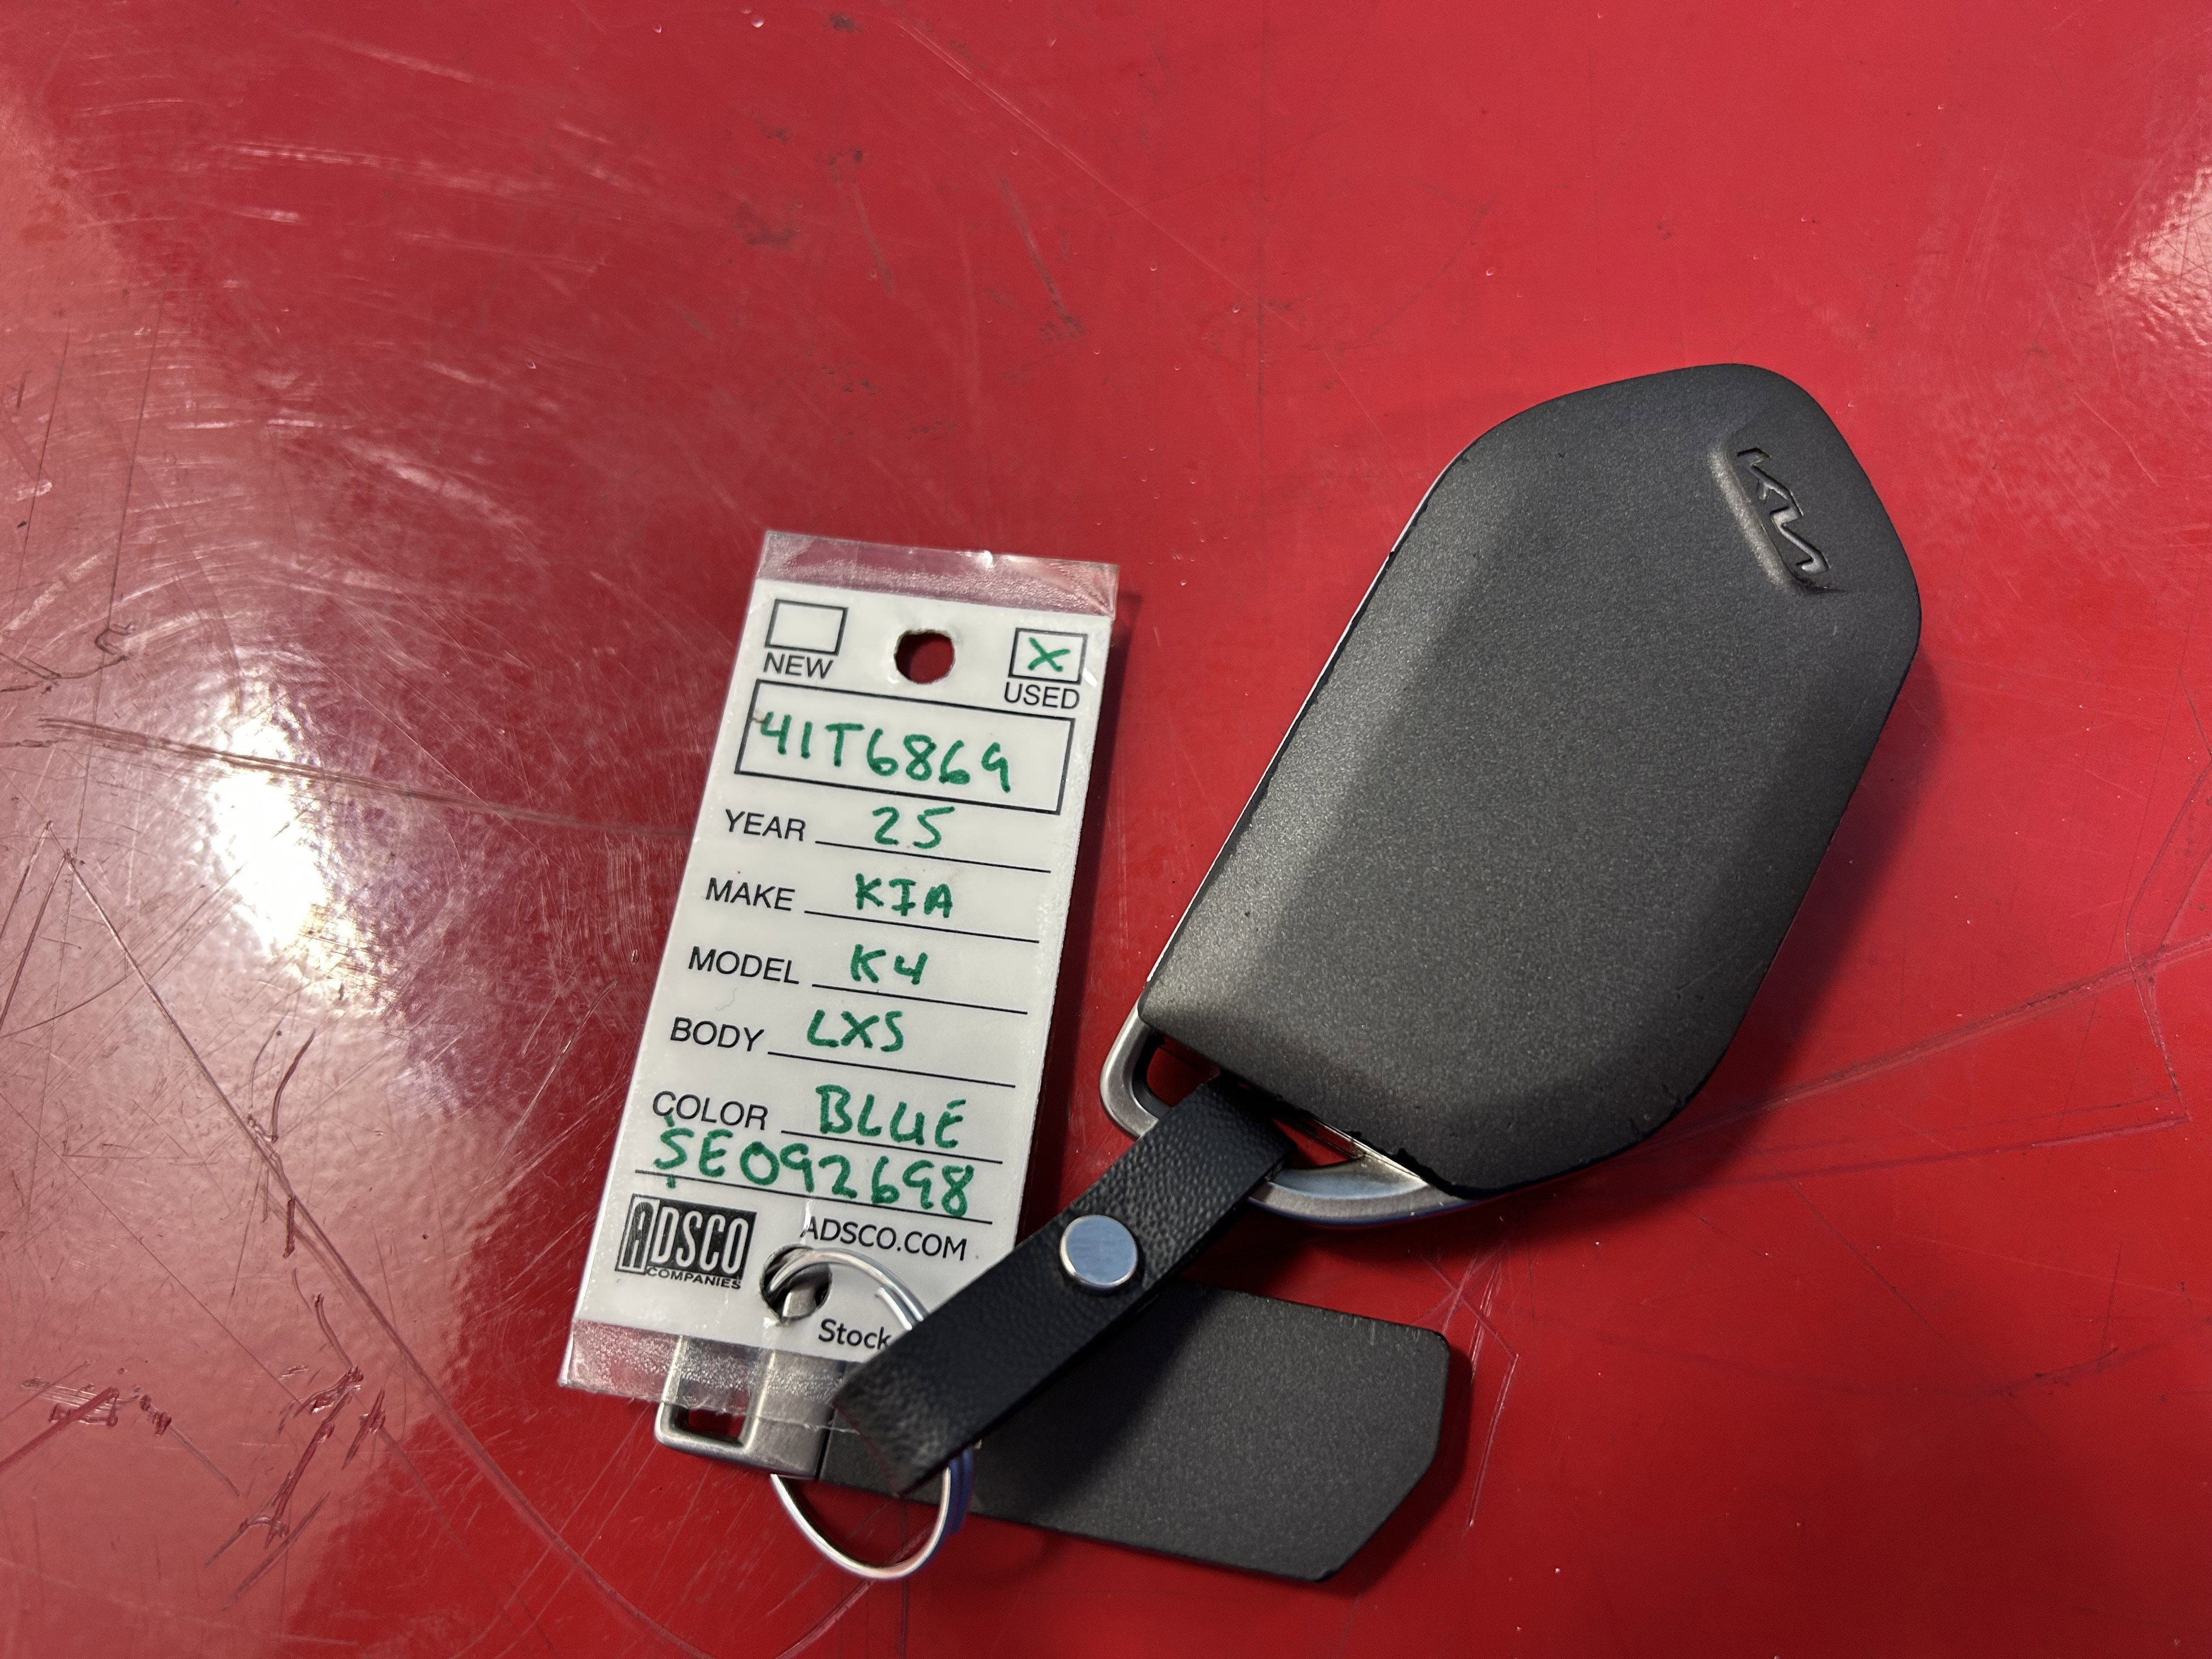 NEW
X
USED
41T6869
YEAR 25
MAKE KIA
MODEL K4
BODY LXS
COLOR BLUE
SE092698
ADSCO
COMPANIES
ADSCO.COM
Stock
KIA